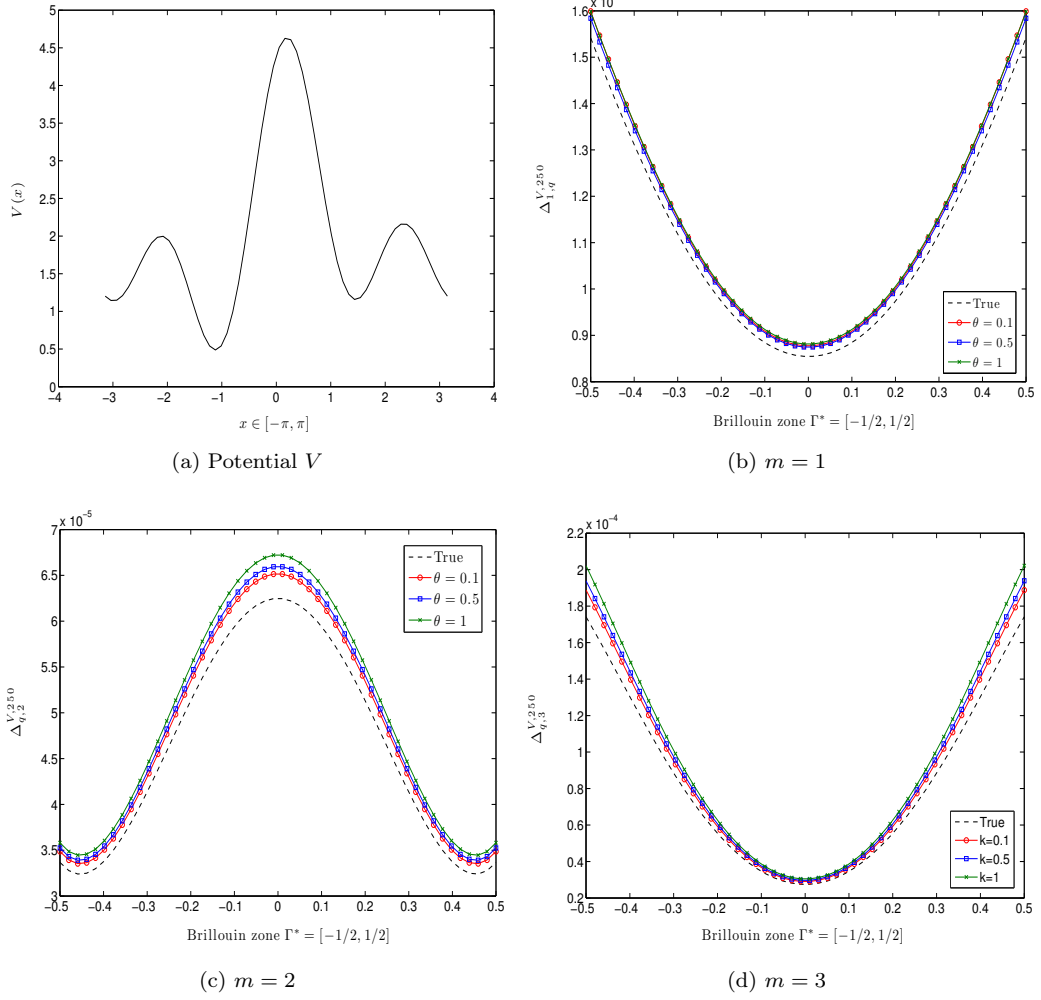 5
4.5
4
3.5
3
2.5
2
1.5
1
0.5
0
V(x)
−4 −3 −2 −1 0 1 2 3 4
x ∈ [−π, π]
(a) Potential V
1.6
1.5
1.4
1.3
1.2
1.1
1
0.9
0.8
Δ_{1,q}^{V,250}
True
θ = 0.1
θ = 0.5
θ = 1
−0.5 −0.4 −0.3 −0.2 −0.1 0 0.1 0.2 0.3 0.4 0.5
Brillouin zone Γ* = [−1/2, 1/2]
(b) m = 1
x 10^{−5}
7
6.5
6
5.5
5
4.5
4
3.5
3
Δ_{q,2}^{V,250}
True
θ = 0.1
θ = 0.5
θ = 1
−0.5 −0.4 −0.3 −0.2 −0.1 0 0.1 0.2 0.3 0.4 0.5
Brillouin zone Γ* = [−1/2, 1/2]
(c) m = 2
x 10^{−4}
2.2
2
1.8
1.6
1.4
1.2
1
0.8
0.6
0.4
0.2
Δ_{q,3}^{V,250}
True
k=0.1
k=0.5
k=1
−0.5 −0.4 −0.3 −0.2 −0.1 0 0.1 0.2 0.3 0.4 0.5
Brillouin zone Γ* = [−1/2, 1/2]
(d) m = 3